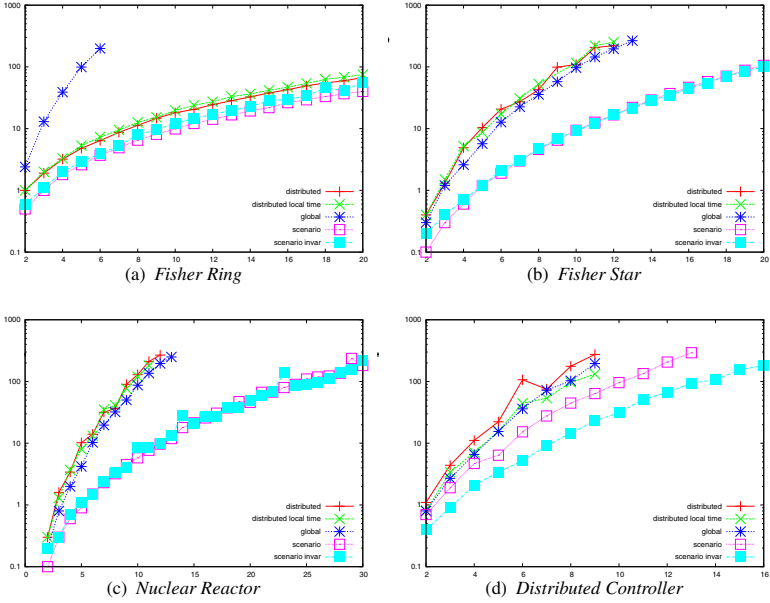 1000
100
10
1
0.1
distributed
distributed local time
global
scenario
scenario invar
2 4 6 8 10 12 14 16 18 20
(a) Fisher Ring
1000
100
10
1
0.1
distributed
distributed local time
global
scenario
scenario invar
2 4 6 8 10 12 14 16 18 20
(b) Fisher Star
1000
100
10
1
0.1
distributed
distributed local time
global
scenario
scenario invar
0 5 10 15 20 25 30
(c) Nuclear Reactor
1000
100
10
1
0.1
distributed
distributed local time
global
scenario
scenario invar
2 4 6 8 10 12 14 16
(d) Distributed Controller